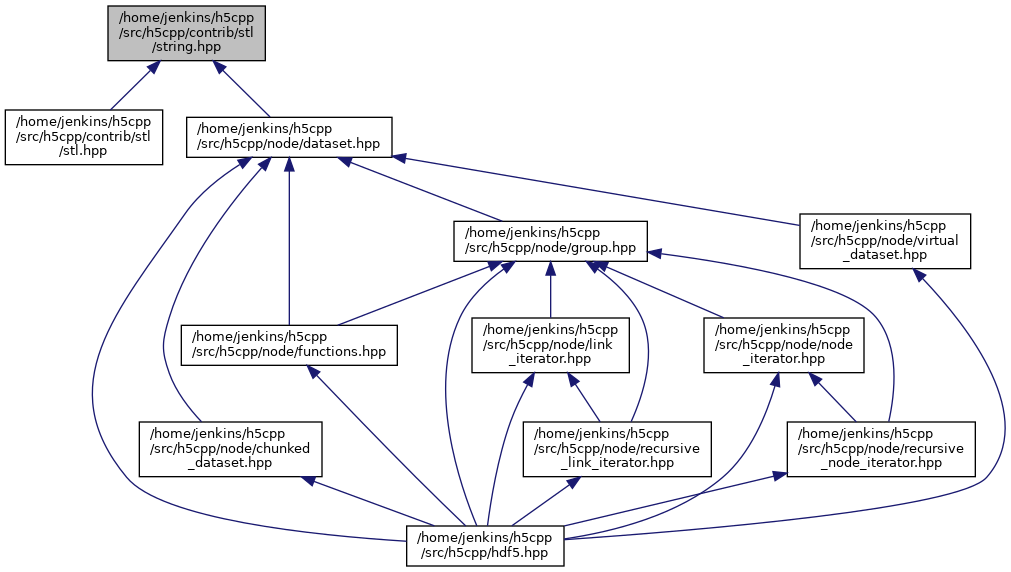 /home/jenkins/h5cpp
/src/h5cpp/contrib/stl
/string.hpp
/home/jenkins/h5cpp
/src/h5cpp/contrib/stl
/stl.hpp
/home/jenkins/h5cpp
/src/h5cpp/node/dataset.hpp
/home/jenkins/h5cpp
/src/h5cpp/node/group.hpp
/home/jenkins/h5cpp
/src/h5cpp/node/virtual
_dataset.hpp
/home/jenkins/h5cpp
/src/h5cpp/node/functions.hpp
/home/jenkins/h5cpp
/src/h5cpp/node/link
_iterator.hpp
/home/jenkins/h5cpp
/src/h5cpp/node/node
_iterator.hpp
/home/jenkins/h5cpp
/src/h5cpp/node/chunked
_dataset.hpp
/home/jenkins/h5cpp
/src/h5cpp/node/recursive
_link_iterator.hpp
/home/jenkins/h5cpp
/src/h5cpp/node/recursive
_node_iterator.hpp
/home/jenkins/h5cpp
/src/h5cpp/hdf5.hpp